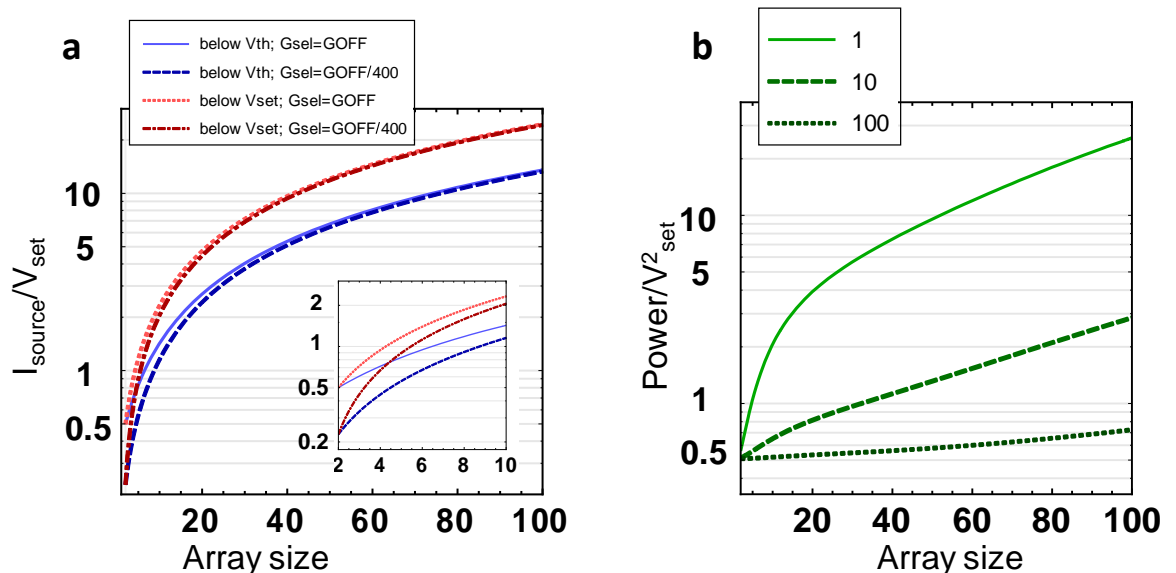 a
below Vth; Gsel=GOFF
below Vth; Gsel=GOFF/400
below Vset; Gsel=GOFF
below Vset; Gsel=GOFF/400
I_source/V_set
10
5
1
0.5
2
1
0.5
0.2
2 4 6 8 10
20 40 60 80 100
Array size
b
1
10
100
Power/V²_set
10
5
1
0.5
20 40 60 80 100
Array size